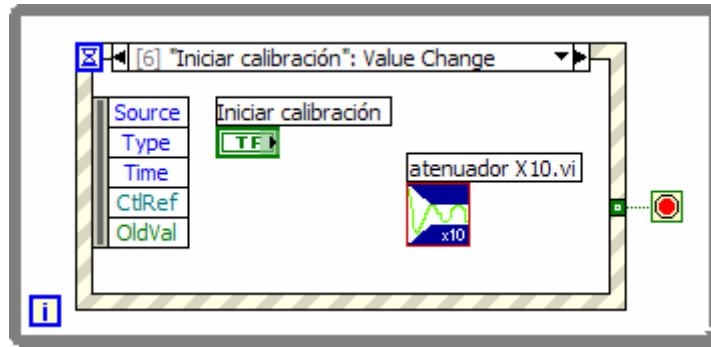 [6] "Iniciar calibración": Value Change
Source
Type
Time
CtlRef
OldVal
Iniciar calibración
TF
atenuador X10.vi
x10
i